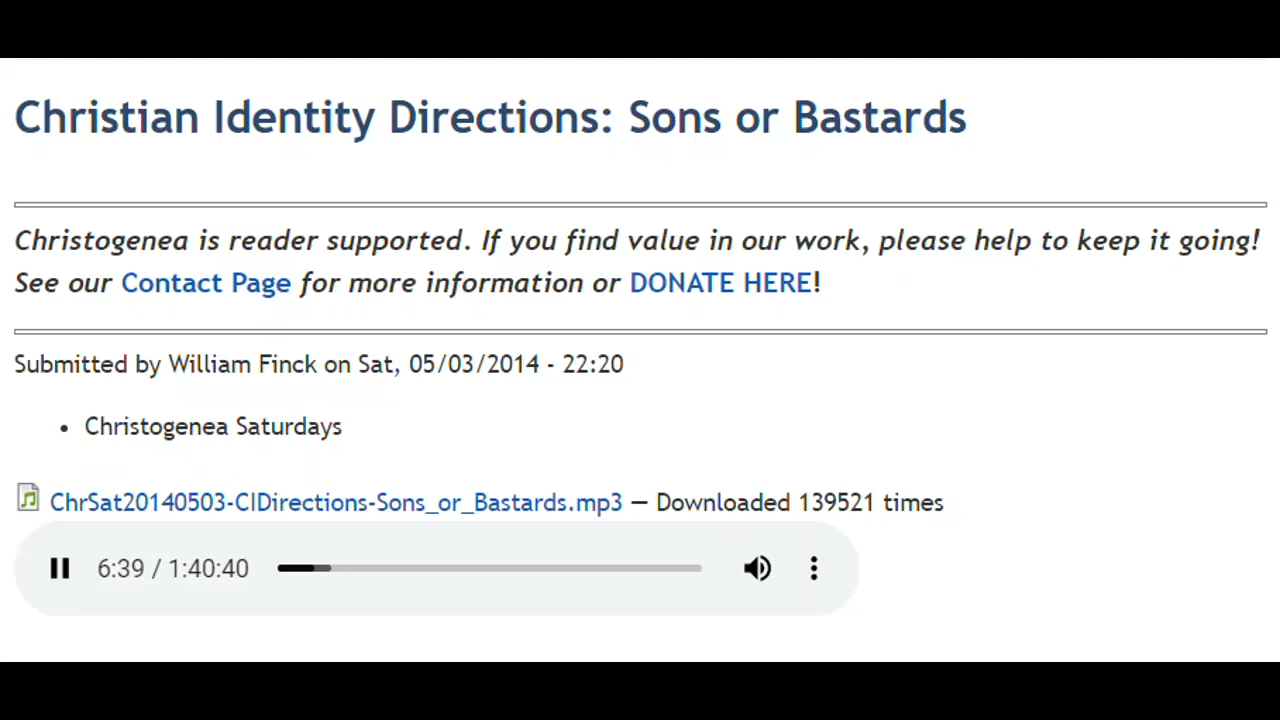 Christian Identity Directions: Sons or Bastards
Christogenea is reader supported. If you find value in our work, please help to keep it going!
See our Contact Page for more information or DONATE HERE!
Submitted by William Finck on Sat, 05/03/2014 - 22:20
• Christogenea Saturdays
ChrSat20140503-CIDirections-Sons_or_Bastards.mp3 — Downloaded 139521 times
6:39 / 1:40:40